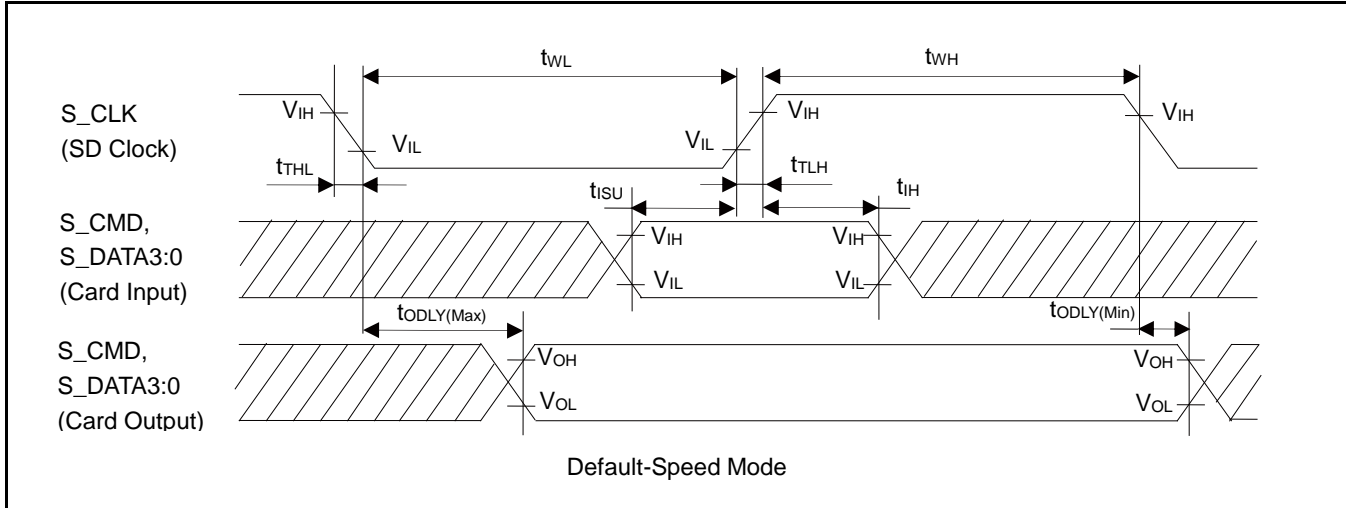 tWL
tWH
S_CLK
(SD Clock)
VIH
VIL
VIL
VIH
VIH
tTHL
tTLH
tISU
tIH
S_CMD,
S_DATA3:0
(Card Input)
VIH
VIL
VIH
VIL
tODLY(Max)
tODLY(Min)
S_CMD,
S_DATA3:0
(Card Output)
VOH
VOL
VOH
VOL
Default-Speed Mode